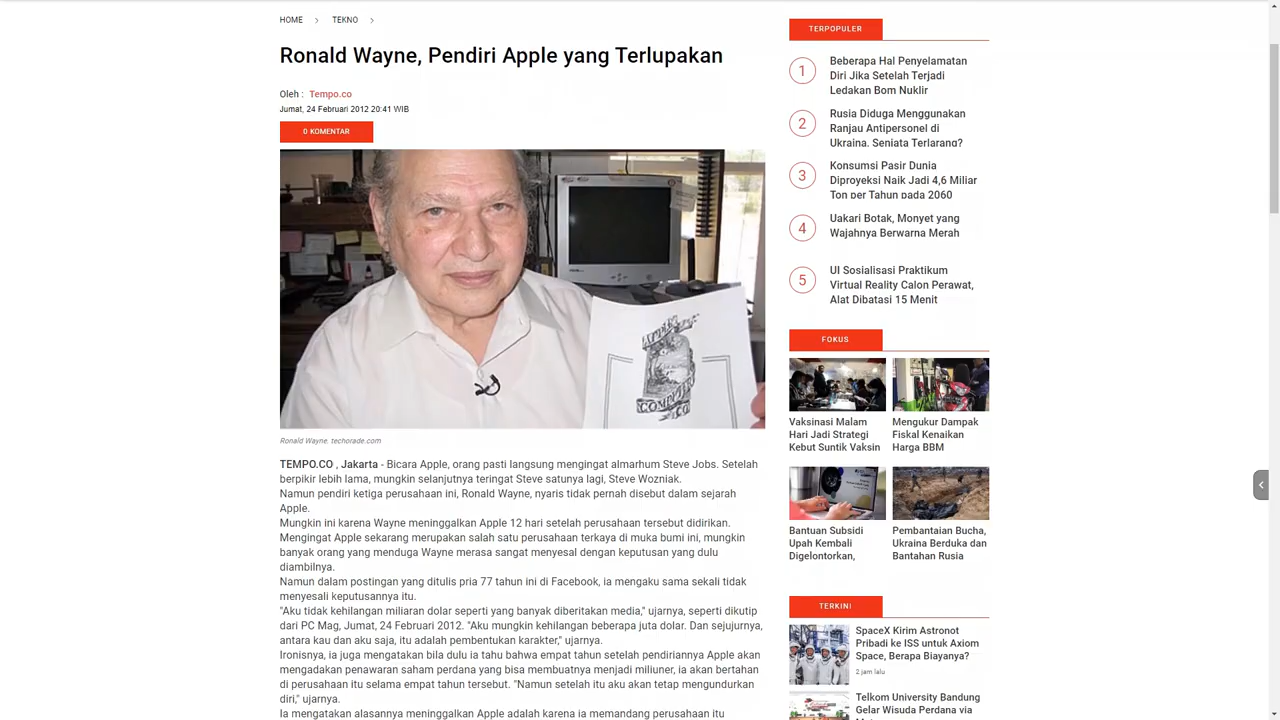 HOME > TEKNO >
Ronald Wayne, Pendiri Apple yang Terlupakan
Oleh : Tempo.co
Jumat, 24 Februari 2012 20:41 WIB
0 KOMENTAR
APPLE
COMPUTER
CO
Ronald Wayne. techorade.com
TEMPO.CO , Jakarta - Bicara Apple, orang pasti langsung mengingat almarhum Steve Jobs. Setelah
berpikir lebih lama, mungkin selanjutnya teringat Steve satunya lagi, Steve Wozniak.
Namun pendiri ketiga perusahaan ini, Ronald Wayne, nyaris tidak pernah disebut dalam sejarah
Apple.
Mungkin ini karena Wayne meninggalkan Apple 12 hari setelah perusahaan tersebut didirikan.
Mengingat Apple sekarang merupakan salah satu perusahaan terkaya di muka bumi ini, mungkin
banyak orang yang menduga Wayne merasa sangat menyesal dengan keputusan yang dulu
diambilnya.
Namun dalam postingan yang ditulis pria 77 tahun ini di Facebook, ia mengaku sama sekali tidak
menyesali keputusannya itu.
"Aku tidak kehilangan miliaran dolar seperti yang banyak diberitakan media," ujarnya, seperti dikutip
dari PC Mag, Jumat, 24 Februari 2012. "Aku mungkin kehilangan beberapa juta dolar. Dan sejujurnya,
antara kau dan aku saja, itu adalah pembentukan karakter," ujarnya.
Ironisnya, ia juga mengatakan bila dulu ia tahu bahwa empat tahun setelah pendiriannya Apple akan
mengadakan penawaran saham perdana yang bisa membuatnya menjadi miliuner, ia akan bertahan
di perusahaan itu selama empat tahun tersebut. "Namun setelah itu aku akan tetap mengundurkan
diri," ujarnya.
Ia mengatakan alasannya meninggalkan Apple adalah karena ia memandang perusahaan itu
TERPOPULER
1 Beberapa Hal Penyelamatan
Diri Jika Setelah Terjadi
Ledakan Bom Nuklir
2 Rusia Diduga Menggunakan
Ranjau Antipersonel di
Ukraina, Senjata Terlarang?
3 Konsumsi Pasir Dunia
Diproyeksi Naik Jadi 4,6 Miliar
Ton per Tahun pada 2060
4 Uakari Botak, Monyet yang
Wajahnya Berwarna Merah
5 UI Sosialisasi Praktikum
Virtual Reality Calon Perawat,
Alat Dibatasi 15 Menit
FOKUS
Vaksinasi Malam
Hari Jadi Strategi
Kebut Suntik Vaksin
Mengukur Dampak
Fiskal Kenaikan
Harga BBM
Bantuan Subsidi
Upah Kembali
Digelontorkan,
Pembantaian Bucha,
Ukraina Berduka dan
Bantahan Rusia
TERKINI
SpaceX Kirim Astronot
Pribadi ke ISS untuk Axiom
Space, Berapa Biayanya?
2 jam lalu
Telkom University Bandung
Gelar Wisuda Perdana via